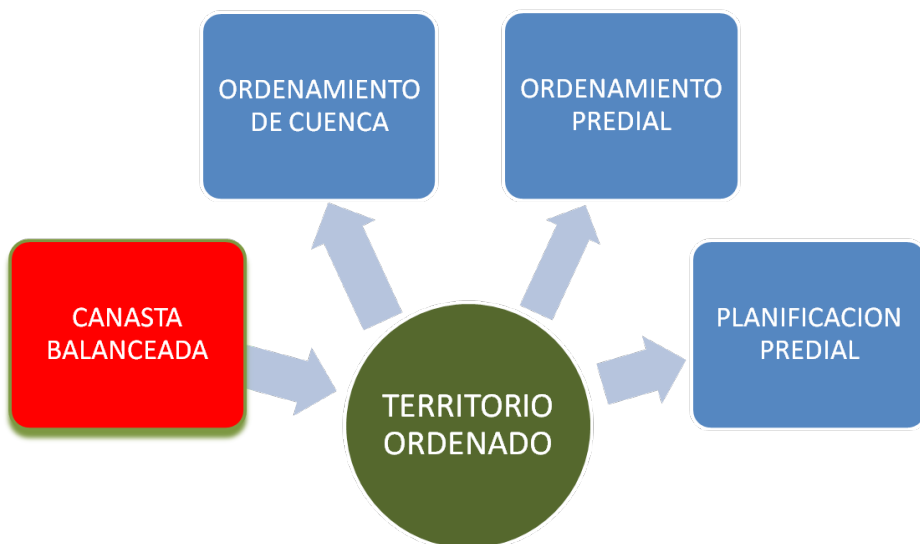 ORDENAMIENTO
DE CUENCA
ORDENAMIENTO
PREDIAL
CANASTA
BALANCEADA
PLANIFICACION
PREDIAL
TERRITORIO
ORDENADO